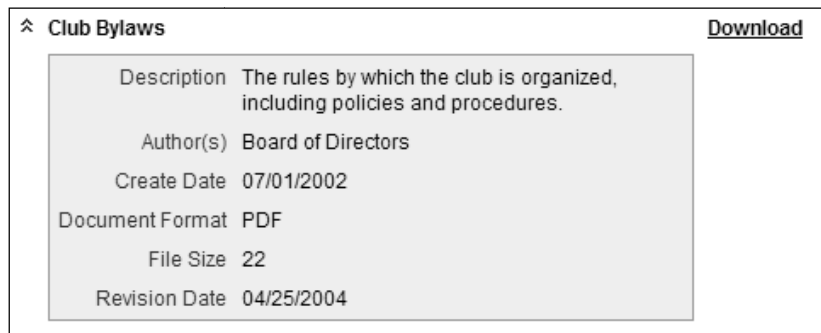 Club Bylaws Download
Description The rules by which the club is organized,
including policies and procedures.
Author(s) Board of Directors
Create Date 07/01/2002
Document Format PDF
File Size 22
Revision Date 04/25/2004